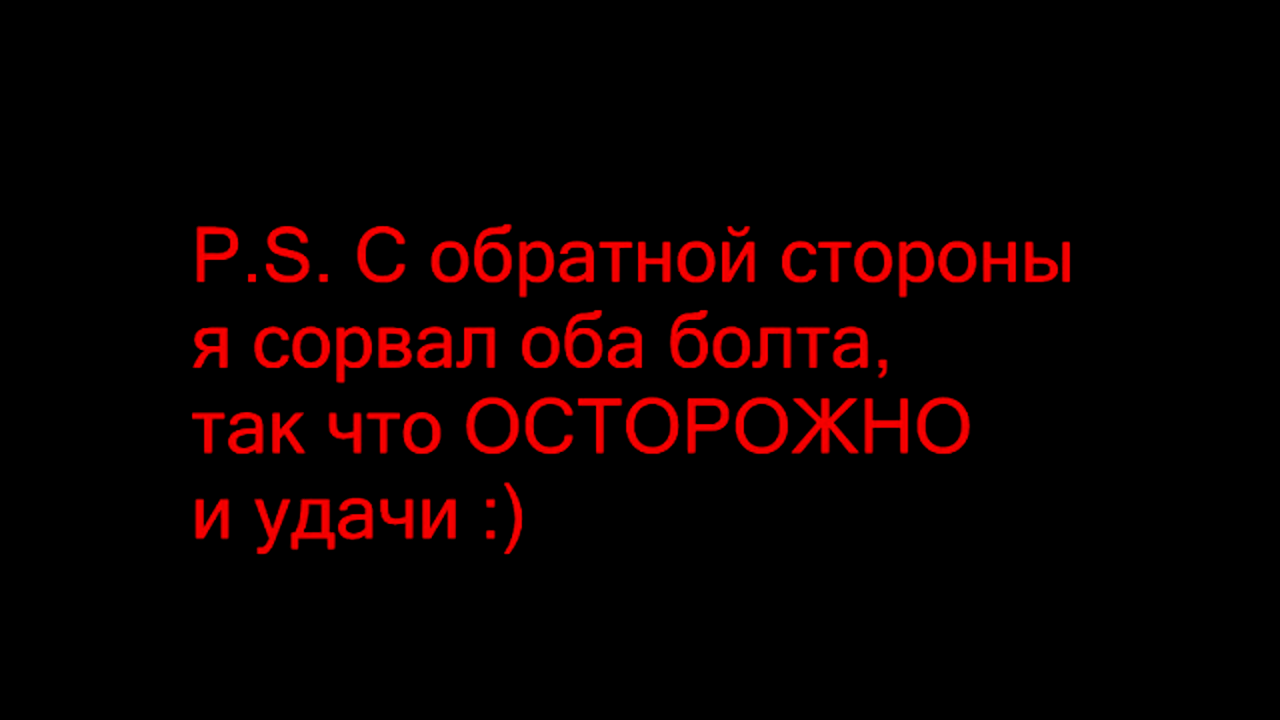 P.S. С обратной стороны
я сорвал оба болта,
так что ОСТОРОЖНО
и удачи :)